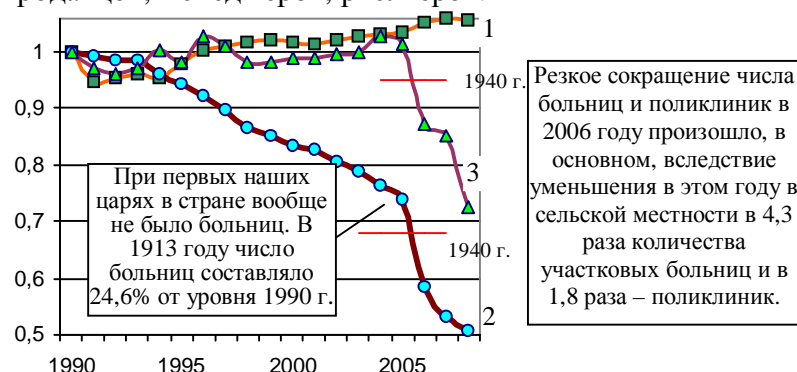 1
1
0,9
0,8
0,7
0,6
0,5
1990
1995
2000
2005
1940 г.
3
1940 г.
2
При первых наших
царях в стране вообще
не было больниц. В
1913 году число
больниц составляло
24,6% от уровня 1990 г.
Резкое сокращение числа
больниц и поликлиник в
2006 году произошло, в
основном, вследствие
уменьшения в этом году в
сельской местности в 4,3
раза количества
участковых больниц и в
1,8 раза – поликлиник.